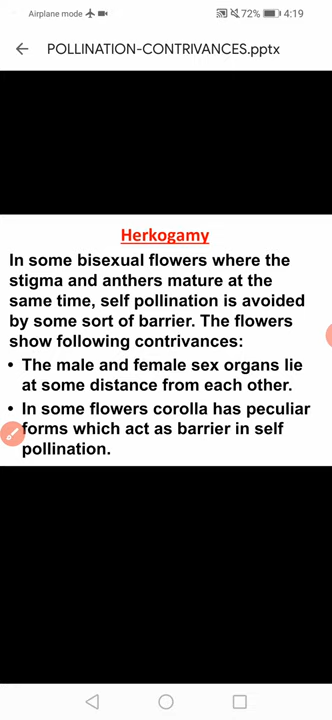 Airplane mode 72% 4:19
POLLINATION-CONTRIVANCES.pptx
Herkogamy
In some bisexual flowers where the
stigma and anthers mature at the
same time, self pollination is avoided
by some sort of barrier. The flowers
show following contrivances:
• The male and female sex organs lie
at some distance from each other.
• In some flowers corolla has peculiar
forms which act as barrier in self
pollination.